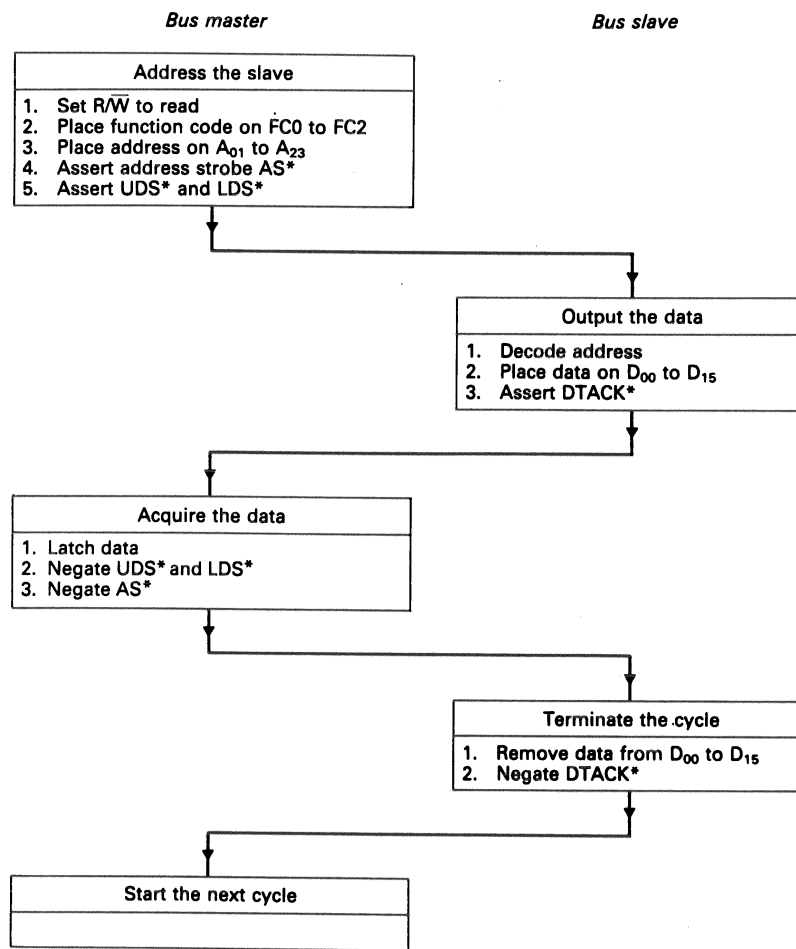 Bus master
Bus slave
Address the slave
1. Set R/W̅ to read
2. Place function code on FC0 to FC2
3. Place address on A₀₁ to A₂₃
4. Assert address strobe AS*
5. Assert UDS* and LDS*
Output the data
1. Decode address
2. Place data on D₀₀ to D₁₅
3. Assert DTACK*
Acquire the data
1. Latch data
2. Negate UDS* and LDS*
3. Negate AS*
Terminate the cycle
1. Remove data from D₀₀ to D₁₅
2. Negate DTACK*
Start the next cycle